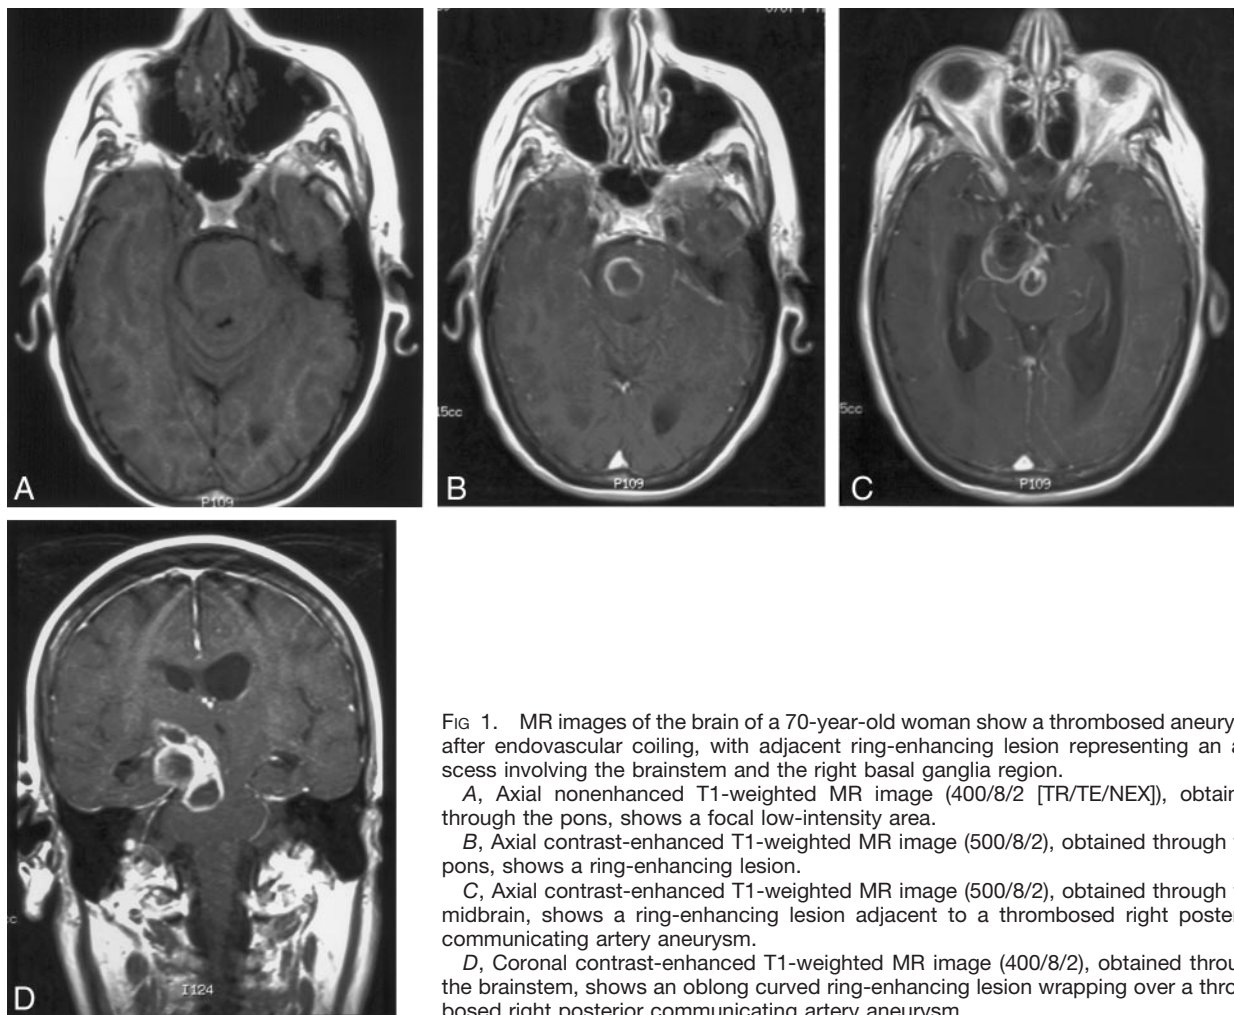 A
P109
15cc
B
P109
5cc
C
P109
D
I124
FIG 1. MR images of the brain of a 70-year-old woman show a thrombosed aneury
after endovascular coiling, with adjacent ring-enhancing lesion representing an a
scess involving the brainstem and the right basal ganglia region.
A, Axial nonenhanced T1-weighted MR image (400/8/2 [TR/TE/NEX]), obtain
through the pons, shows a focal low-intensity area.
B, Axial contrast-enhanced T1-weighted MR image (500/8/2), obtained through
pons, shows a ring-enhancing lesion.
C, Axial contrast-enhanced T1-weighted MR image (500/8/2), obtained through
midbrain, shows a ring-enhancing lesion adjacent to a thrombosed right poster
communicating artery aneurysm.
D, Coronal contrast-enhanced T1-weighted MR image (400/8/2), obtained throu
the brainstem, shows an oblong curved ring-enhancing lesion wrapping over a thro
bosed right posterior communicating artery aneurysm.